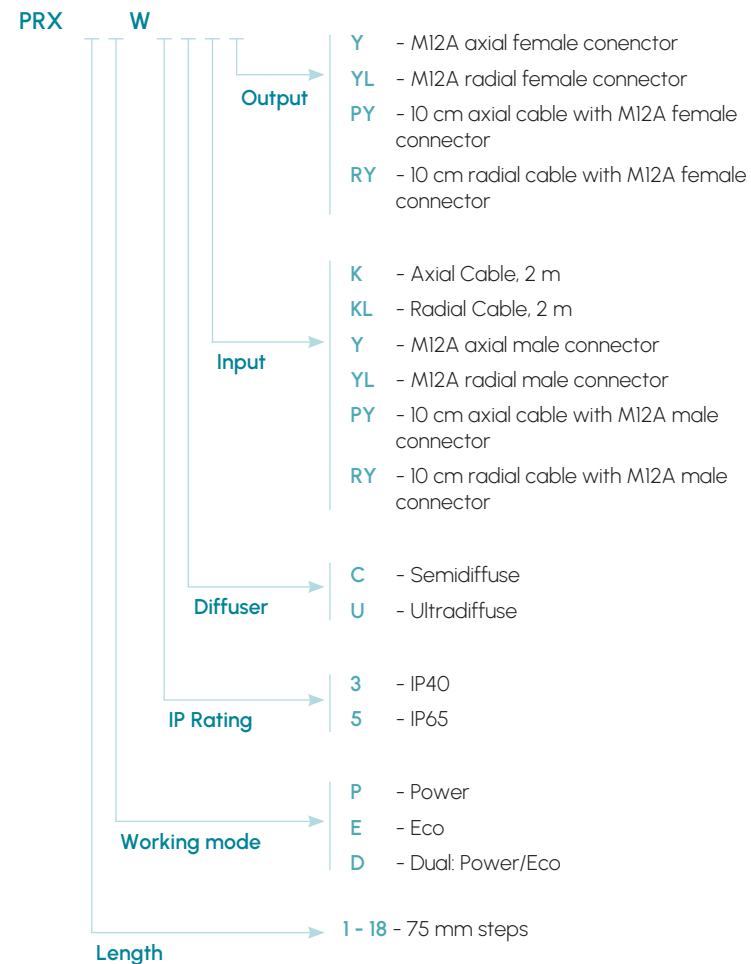 PRX W
Output
Y - M12A axial female conenctor
YL - M12A radial female connector
PY - 10 cm axial cable with M12A female
connector
RY - 10 cm radial cable with M12A female
connector
Input
K - Axial Cable, 2 m
KL - Radial Cable, 2 m
Y - M12A axial male connector
YL - M12A radial male connector
PY - 10 cm axial cable with M12A male
connector
RY - 10 cm radial cable with M12A male
connector
Diffuser
C - Semidiffuse
U - Ultradiffuse
IP Rating
3 - IP40
5 - IP65
Working mode
P - Power
E - Eco
D - Dual: Power/Eco
Length
1 - 18 - 75 mm steps